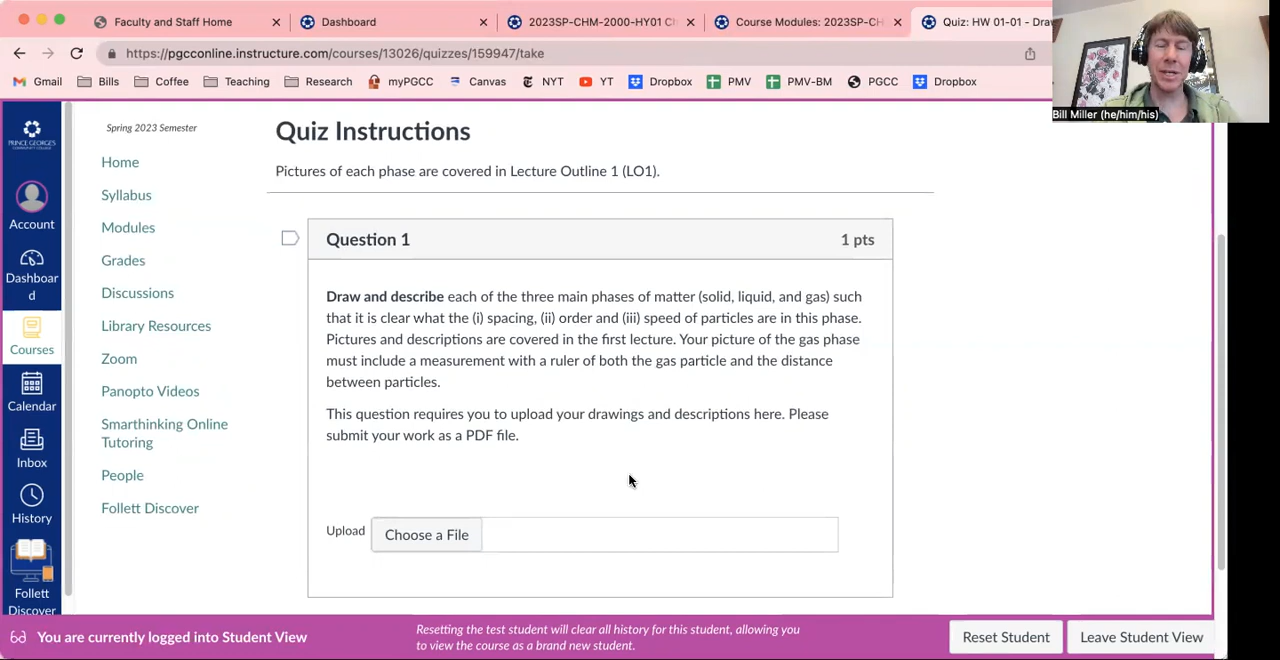 Faculty and Staff Home
Dashboard
2023SP-CHM-2000-HY01 Ch
Course Modules: 2023SP-CH
Quiz: HW 01-01 - Dra
https://pgcconline.instructure.com/courses/13026/quizzes/159947/take
Gmail
Bills
Coffee
Teaching
Research
myPGCC
Canvas
NYT
YT
Dropbox
PMV
PMV-BM
PGCC
Dropbox
Bill Miller (he/him/his)
PRINCE GEORGE'S
COMMUNITY COLLEGE
Account
Dashboar
d
Courses
Calendar
Inbox
History
Follett
Discover
Spring 2023 Semester
Home
Syllabus
Modules
Grades
Discussions
Library Resources
Zoom
Panopto Videos
Smarthinking Online
Tutoring
People
Follett Discover
Quiz Instructions
Pictures of each phase are covered in Lecture Outline 1 (LO1).
Question 1
1 pts
Draw and describe each of the three main phases of matter (solid, liquid, and gas) such
that it is clear what the (i) spacing, (ii) order and (iii) speed of particles are in this phase.
Pictures and descriptions are covered in the first lecture. Your picture of the gas phase
must include a measurement with a ruler of both the gas particle and the distance
between particles.
This question requires you to upload your drawings and descriptions here. Please
submit your work as a PDF file.
Upload
Choose a File
You are currently logged into Student View
Resetting the test student will clear all history for this student, allowing you
to view the course as a brand new student.
Reset Student
Leave Student View